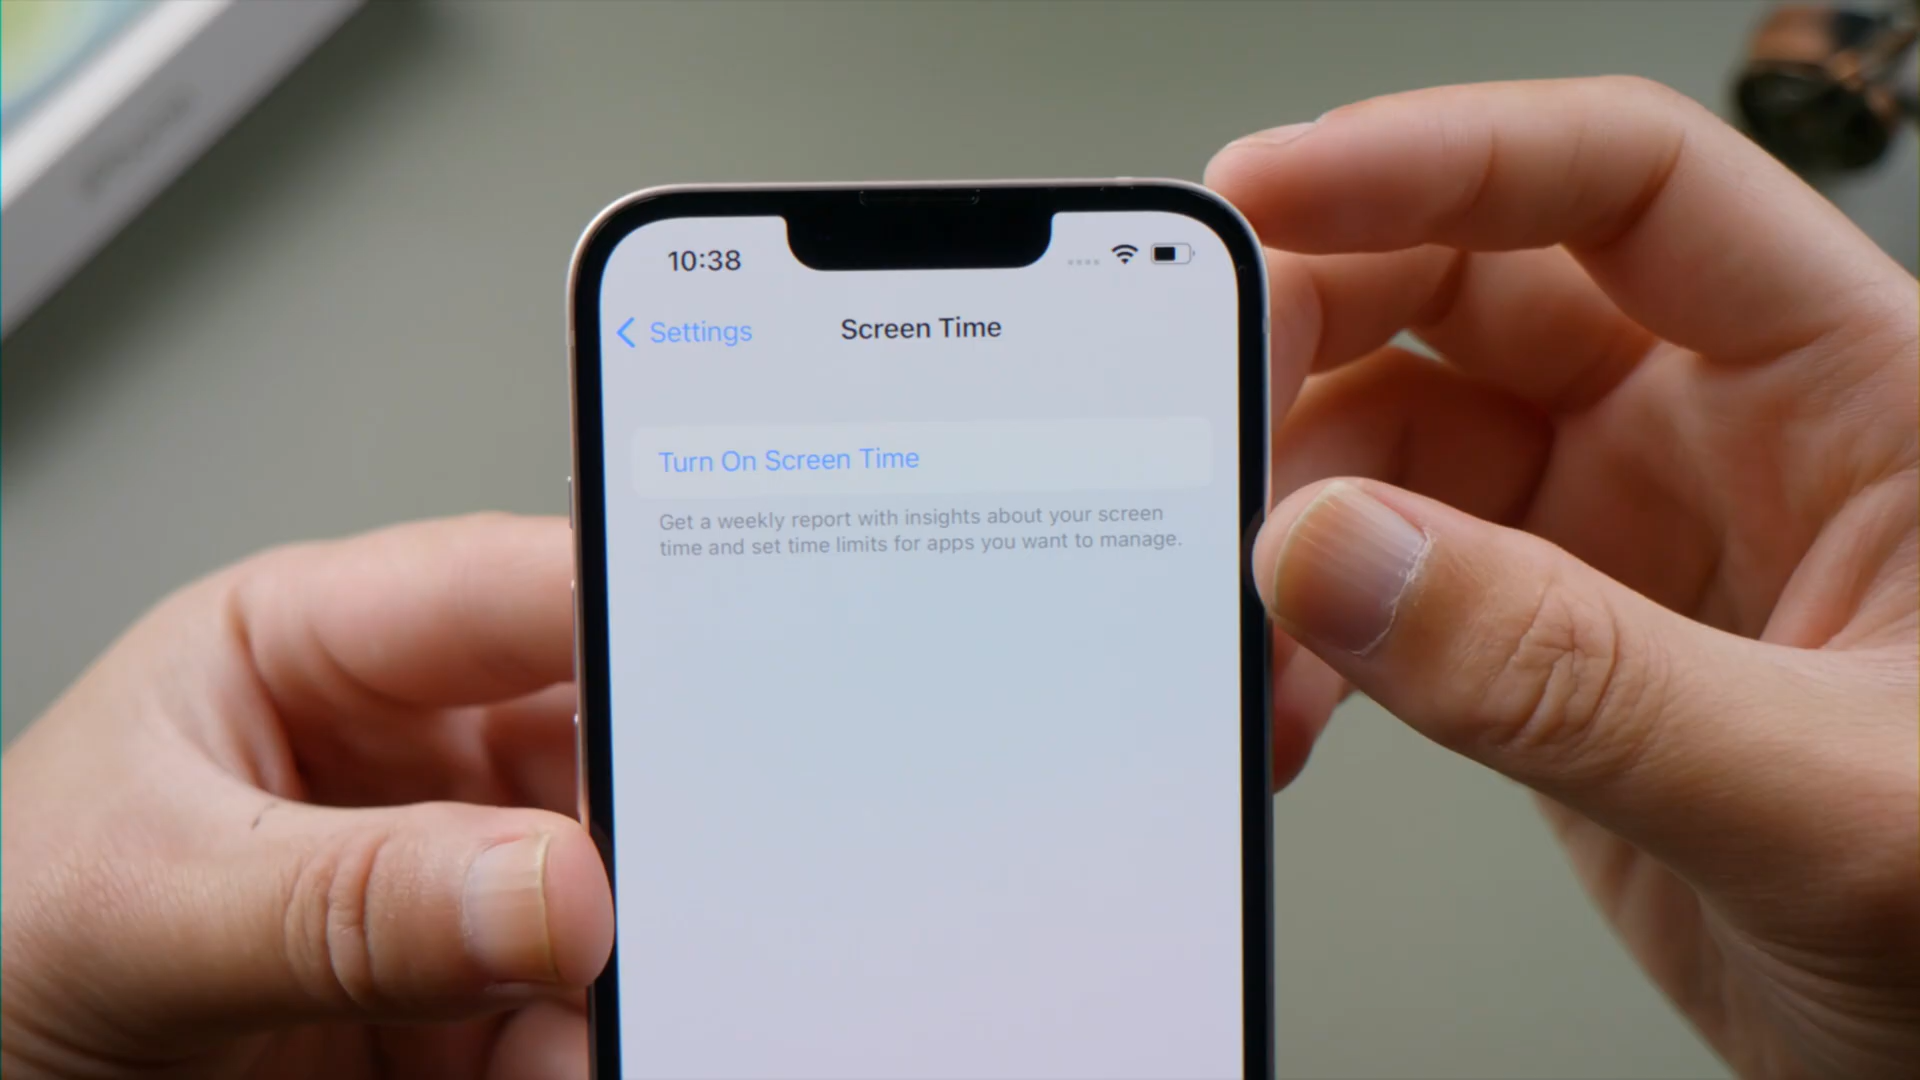 10:38
Settings
Screen Time
Turn On Screen Time
Get a weekly report with insights about your screen
time and set time limits for apps you want to manage.